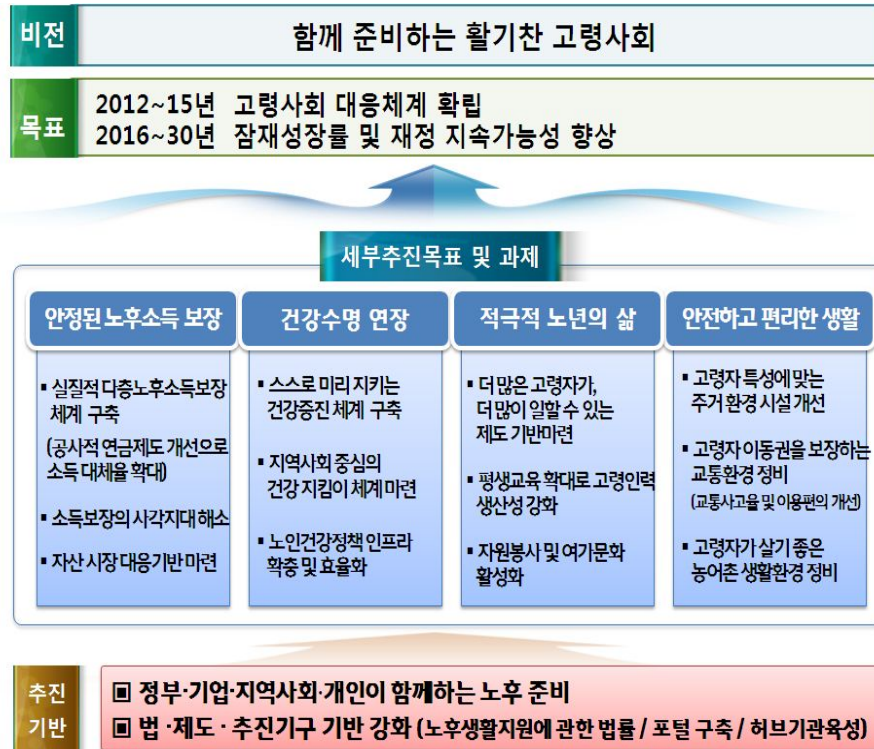 비전
함께 준비하는 활기찬 고령사회
목표
2012~15년 고령사회 대응체계 확립
2016~30년 잠재성장률 및 재정 지속가능성 향상
세부추진목표 및 과제
안정된 노후소득 보장
▪ 실질적 다층노후소득보장
체계 구축
(공사적 연금제도 개선으로
소득 대체율 확대)
▪ 소득보장의 사각지대 해소
▪ 자산 시장 대응기반 마련
건강수명 연장
▪ 스스로 미리 지키는
건강증진 체계 구축
▪ 지역사회 중심의
건강 지킴이 체계 마련
▪ 노인건강정책 인프라
확충 및 효율화
적극적 노년의 삶
▪ 더 많은 고령자가,
더 많이 일할 수 있는
제도 기반마련
▪ 평생교육 확대로 고령인력
생산성 강화
▪ 자원봉사 및 여가문화
활성화
안전하고 편리한 생활
▪ 고령자 특성에 맞는
주거 환경 시설 개선
▪ 고령자 이동권을 보장하는
교통환경 정비
(교통사고율 및 이용편의 개선)
▪ 고령자가 살기 좋은
농어촌 생활환경 정비
추진
기반
▣ 정부·기업·지역사회·개인이 함께하는 노후 준비
▣ 법·제도·추진기구 기반 강화 (노후생활지원에 관한 법률 / 포털 구축 / 허브기관육성)